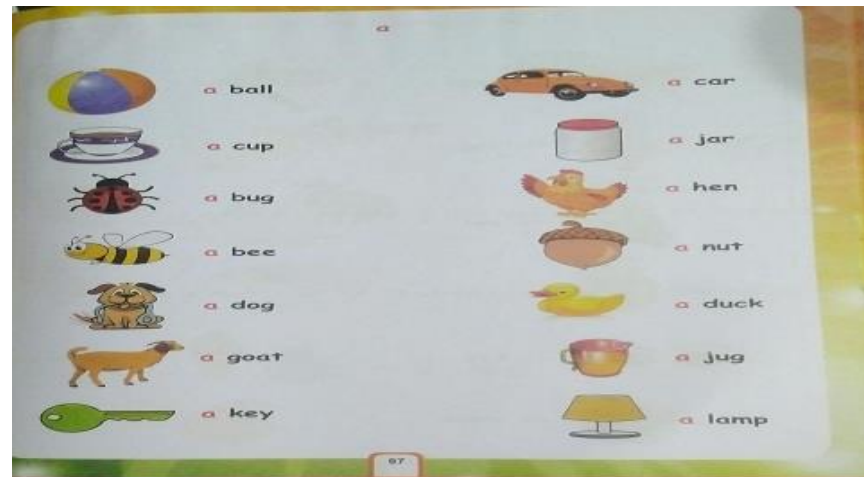 a
a ball
a cup
a bug
a bee
a dog
a goat
a key
a car
a jar
a hen
a nut
a duck
a jug
a lamp
67